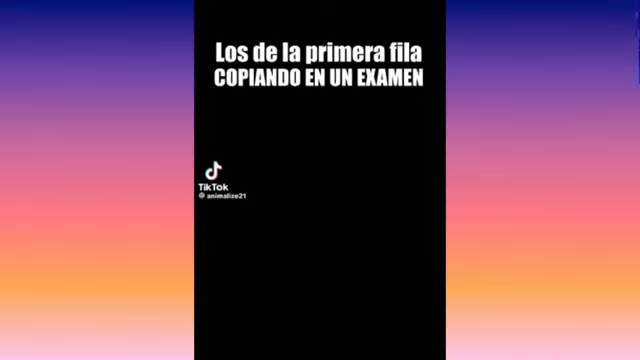 Los de la primera fila
COPIANDO EN UN EXAMEN
TikTok
@ animalize21